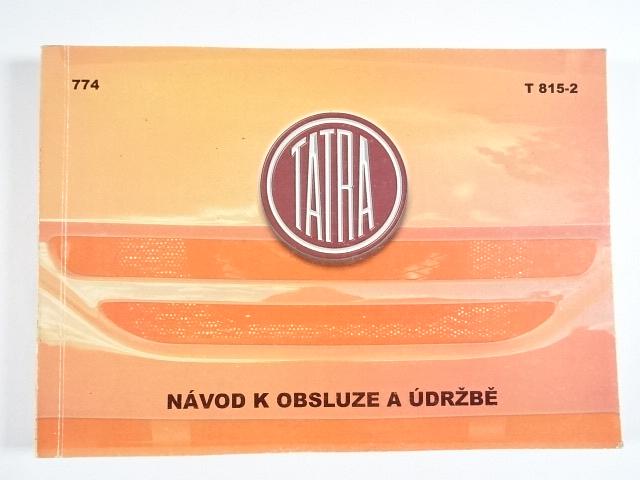 774
T 815-2
TATRA
NÁVOD K OBSLUZE A ÚDRŽBĚ